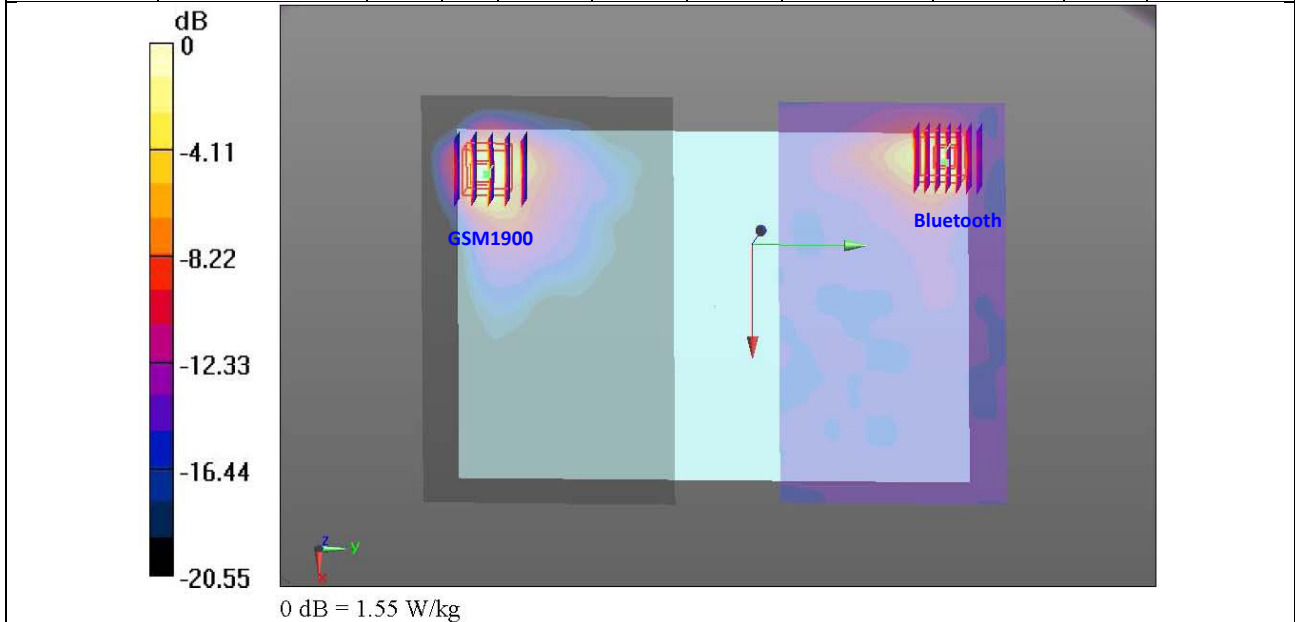 dB
0
-4.11
-8.22
-12.33
-16.44
-20.55
GSM1900
Bluetooth
z
y
x
0 dB = 1.55 W/kg